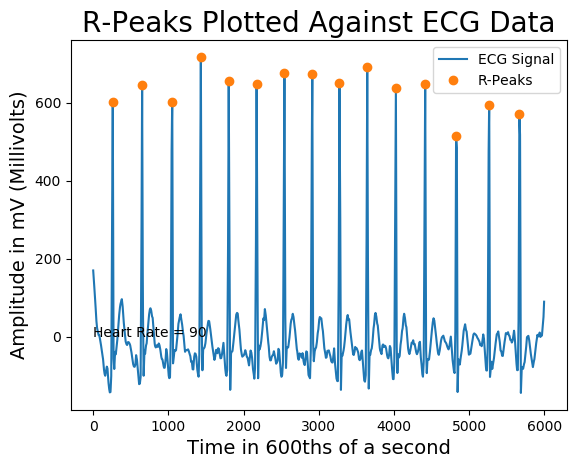 R-Peaks Plotted Against ECG Data
ECG Signal
R-Peaks
600
400
200
0
Heart Rate = 90
Amplitude in mV (Millivolts)
0 1000 2000 3000 4000 5000 6000
Time in 600ths of a second